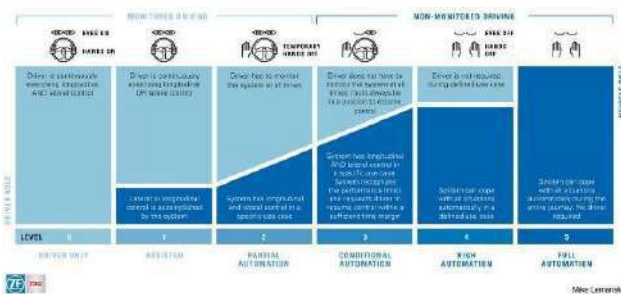 MONITORED DRIVING
NON-MONITORED DRIVING
EYES ON
HANDS ON
TEMPORARY
HANDS OFF
EYES OFF
HANDS
OFF
Driver is continuously
exercising longitudinal
AND lateral control
Driver is continuously
exercising longitudinal
OR lateral control
Driver has to monitor
the system at all times
Driver does not have to
monitor the system at all
times; must always be
in a position to resume
control
Driver is not required
during defined use case
Lateral or longitudinal
control is accomplished
by the system
System has longitudinal
and lateral control in a
specific use case
System has longitudinal
AND lateral control in
a specific use case.
System recognizes
the performance limits
and requests driver to
resume control within a
sufficient time margin
System can cope
with all situations
automatically in a
defined use case
System can cope
with all situations
automatically during the
entire journey. No driver
required
DRIVER ROLE
VEHICLE ROLE
LEVEL 0 1 2 3 4 5
DRIVER ONLY
ASSISTED
PARTIAL
AUTOMATION
CONDITIONAL
AUTOMATION
HIGH
AUTOMATION
FULL
AUTOMATION
ZF
TRW